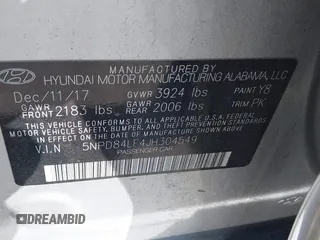 HYUNDAI MOTOR MANUFACTURING ALABAMA, LLC
Dec/11/17 GVWR 3924 lbs PAINT Y8
GAWR FRONT 2183 lbs GAWR REAR 2006 lbs TRIM PK
THIS VEHICLE CONFORMS TO ALL APPLICABLE
U.S. FEDERAL MOTOR VEHICLE SAFETY, BUMPER,
AND THEFT PREVENTION STANDARDS IN EFFECT
ON THE DATE OF MANUFACTURE SHOWN ABOVE.
V.I.N 5NPD84LF4JH304549
PASSENGER CAR
DREAMBID